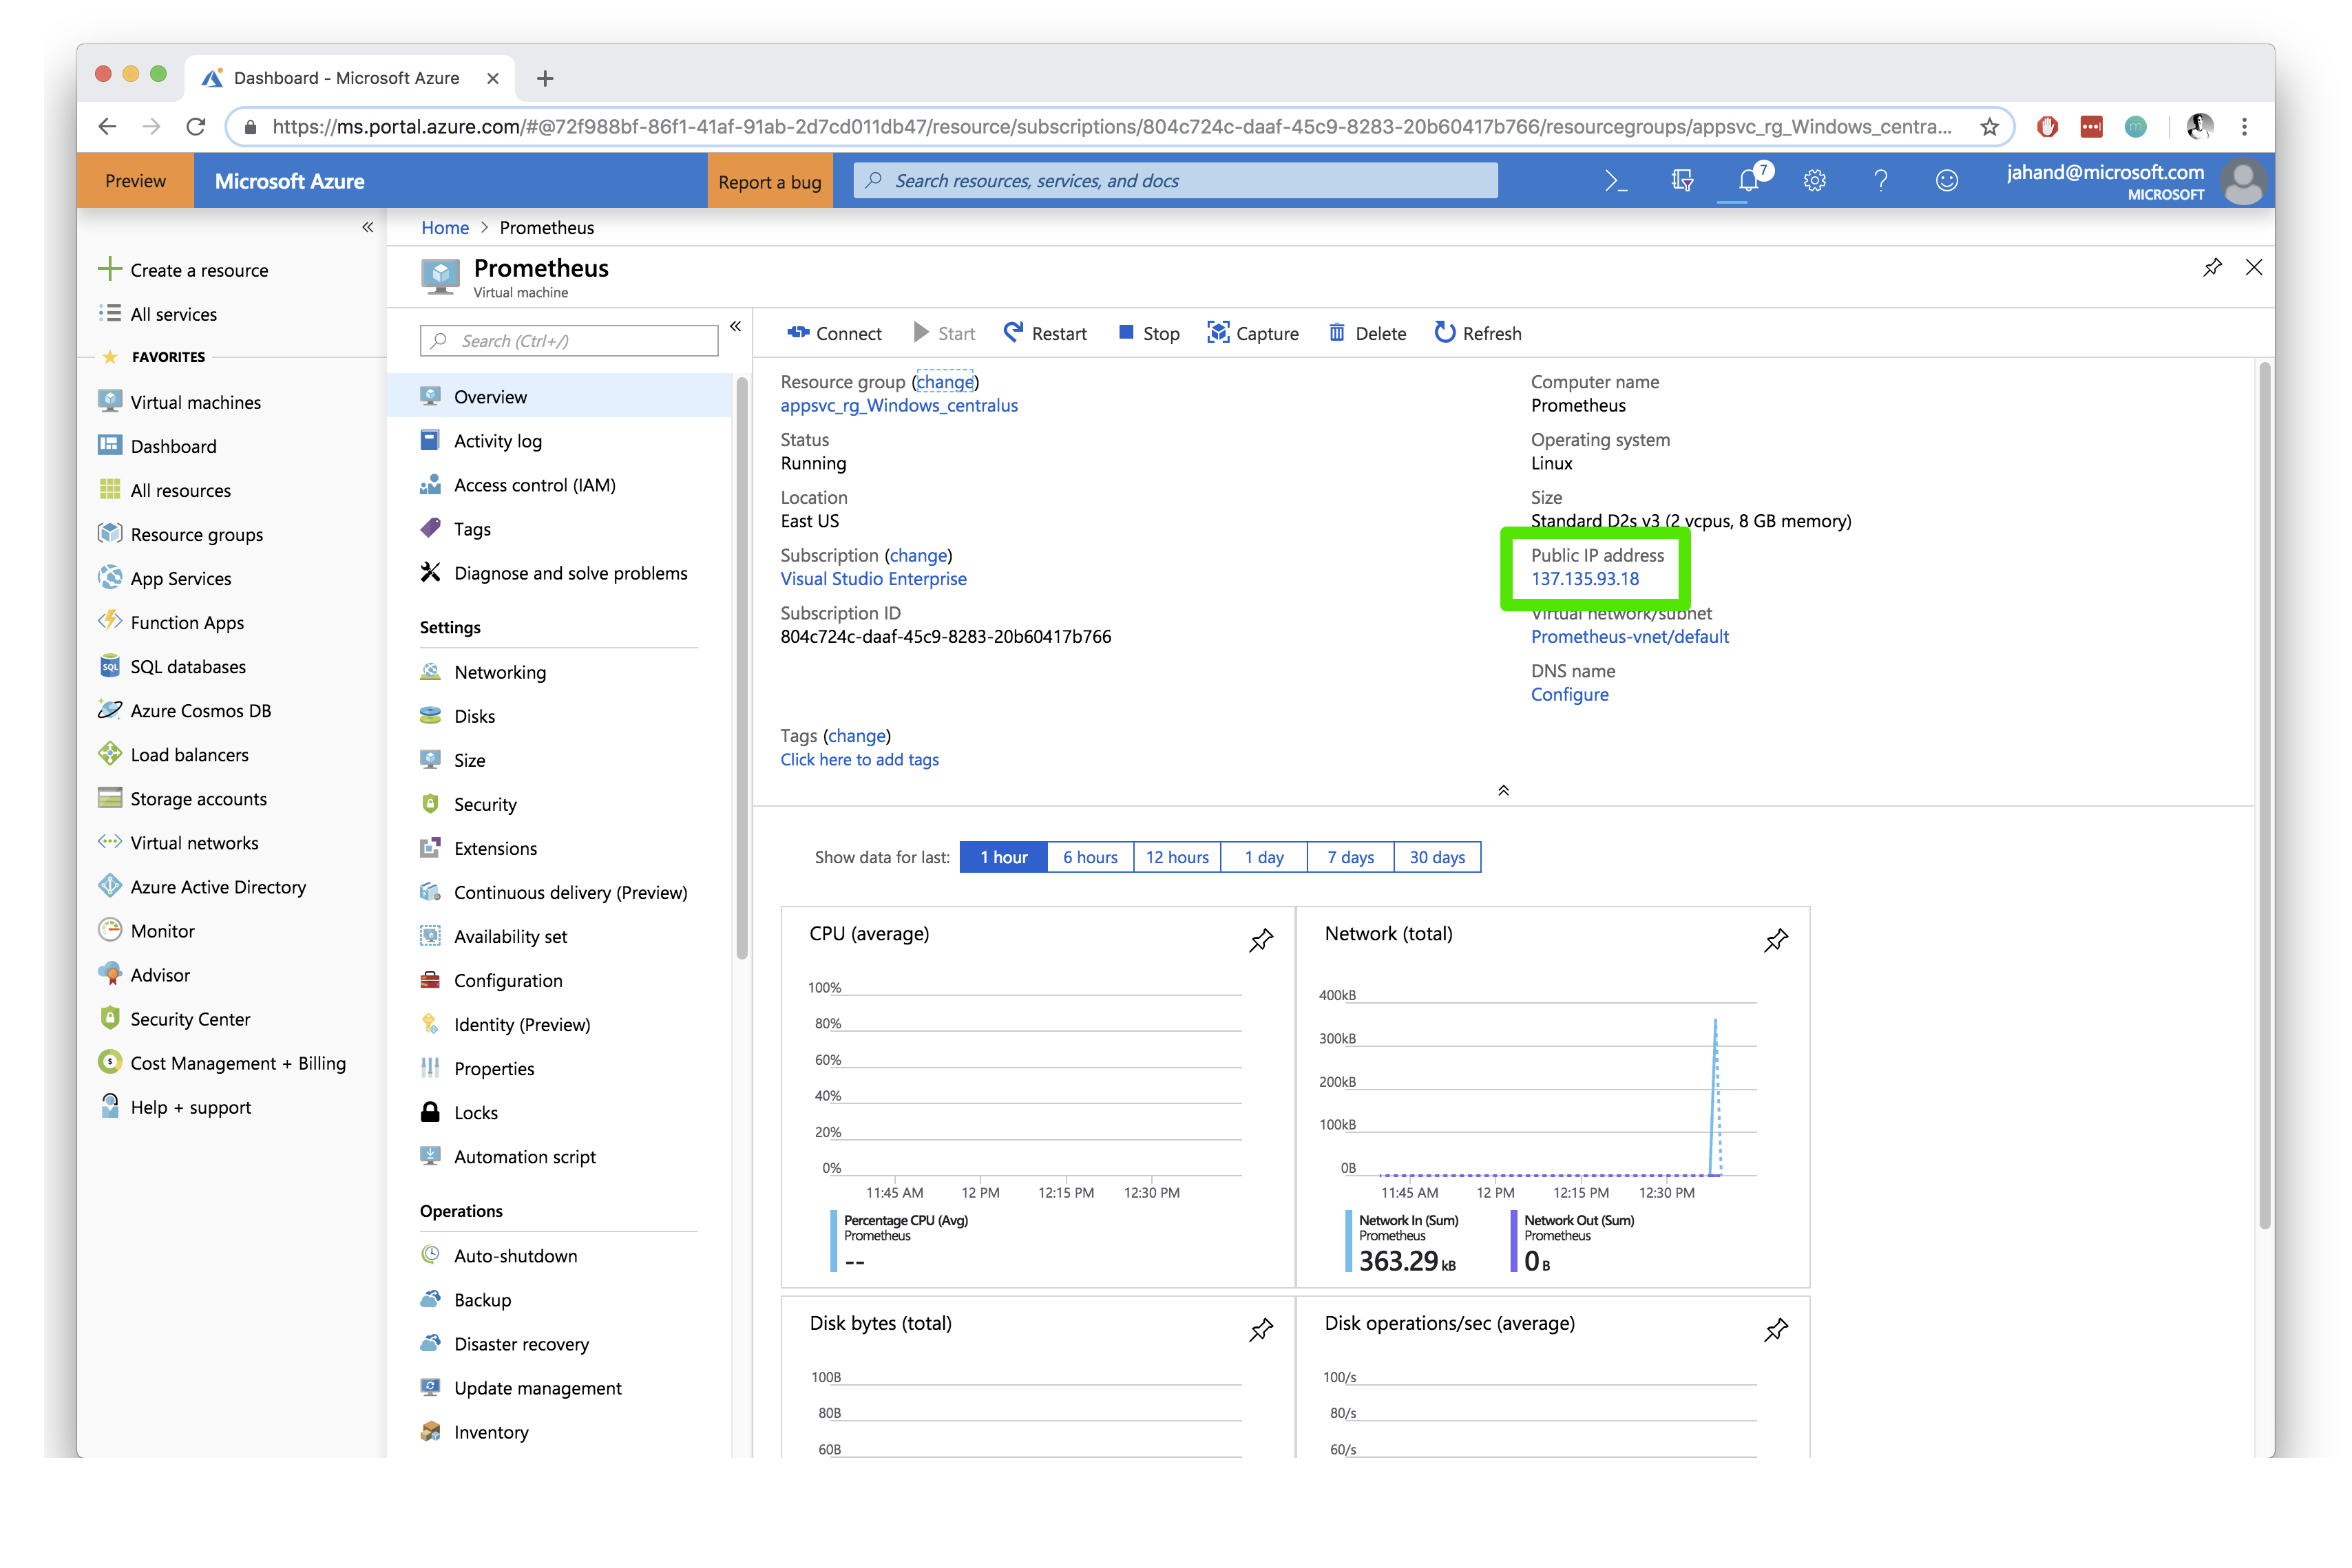 Dashboard - Microsoft Azure
https://ms.portal.azure.com/#@72f988bf-86f1-41af-91ab-2d7cd011db47/resource/subscriptions/804c724c-daaf-45c9-8283-20b60417b766/resourcegroups/appsvc_rg_Windows_centra...
Preview
Microsoft Azure
Report a bug
Search resources, services, and docs
7
jahand@microsoft.com
MICROSOFT
Create a resource
All services
FAVORITES
Virtual machines
Dashboard
All resources
Resource groups
App Services
Function Apps
SQL databases
Azure Cosmos DB
Load balancers
Storage accounts
Virtual networks
Azure Active Directory
Monitor
Advisor
Security Center
Cost Management + Billing
Help + support
Home > Prometheus
Prometheus
Virtual machine
Search (Ctrl+/)
Overview
Activity log
Access control (IAM)
Tags
Diagnose and solve problems
Settings
Networking
Disks
Size
Security
Extensions
Continuous delivery (Preview)
Availability set
Configuration
Identity (Preview)
Properties
Locks
Automation script
Operations
Auto-shutdown
Backup
Disaster recovery
Update management
Inventory
Connect Start Restart Stop Capture Delete Refresh
Resource group (change)
appsvc_rg_Windows_centralus
Status
Running
Location
East US
Subscription (change)
Visual Studio Enterprise
Subscription ID
804c724c-daaf-45c9-8283-20b60417b766
Computer name
Prometheus
Operating system
Linux
Size
Standard D2s v3 (2 vcpus, 8 GB memory)
Public IP address
137.135.93.18
Virtual network/subnet
Prometheus-vnet/default
DNS name
Configure
Tags (change)
Click here to add tags
Show data for last: 1 hour 6 hours 12 hours 1 day 7 days 30 days
CPU (average)
100%
80%
60%
40%
20%
0%
11:45 AM 12 PM 12:15 PM 12:30 PM
Percentage CPU (Avg)
Prometheus
--
Network (total)
400kB
300kB
200kB
100kB
0B
11:45 AM 12 PM 12:15 PM 12:30 PM
Network In (Sum)
Prometheus
363.29 kB
Network Out (Sum)
Prometheus
0 B
Disk bytes (total)
100B
80B
60B
Disk operations/sec (average)
100/s
80/s
60/s